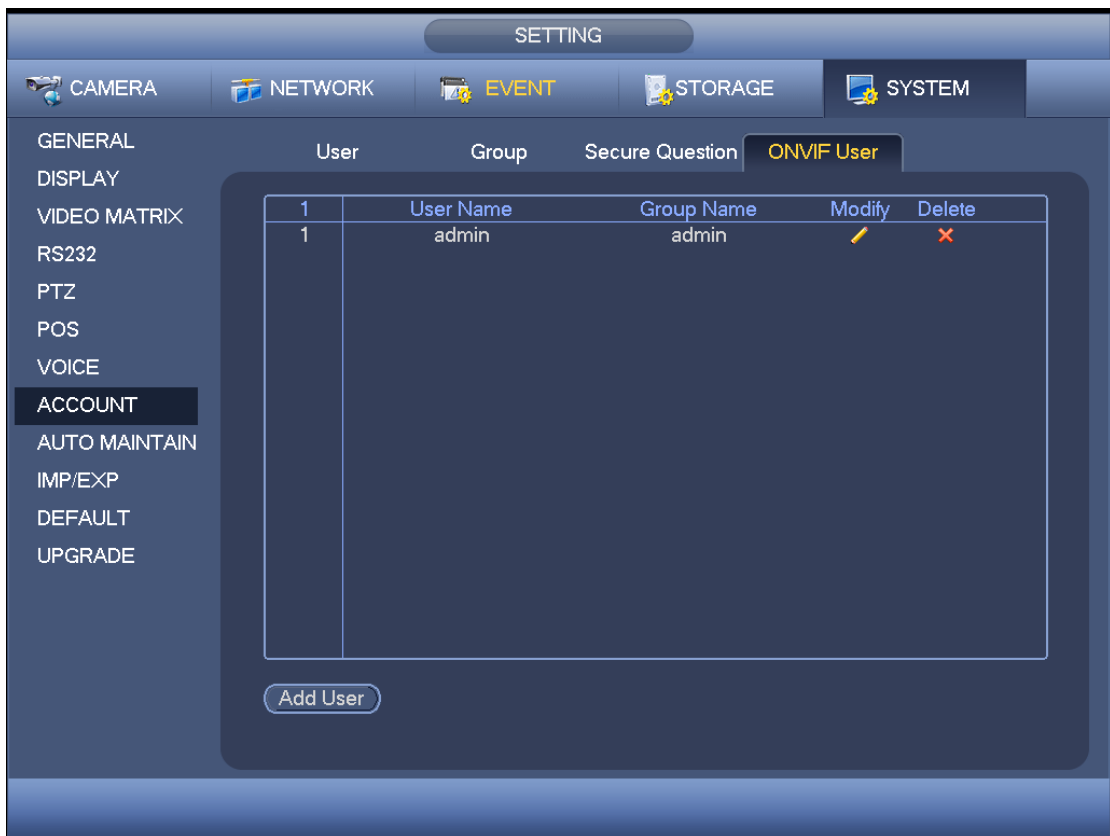 SETTING
CAMERA NETWORK EVENT STORAGE SYSTEM
GENERAL
DISPLAY
VIDEO MATRIX
RS232
PTZ
POS
VOICE
ACCOUNT
AUTO MAINTAIN
IMP/EXP
DEFAULT
UPGRADE
User Group Secure Question ONVIF User
1 User Name Group Name Modify Delete
1 admin admin
Add User